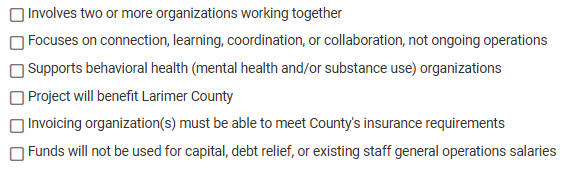 Involves two or more organizations working together
Focuses on connection, learning, coordination, or collaboration, not ongoing operations
Supports behavioral health (mental health and/or substance use) organizations
Project will benefit Larimer County
Invoicing organization(s) must be able to meet County's insurance requirements
Funds will not be used for capital, debt relief, or existing staff general operations salaries